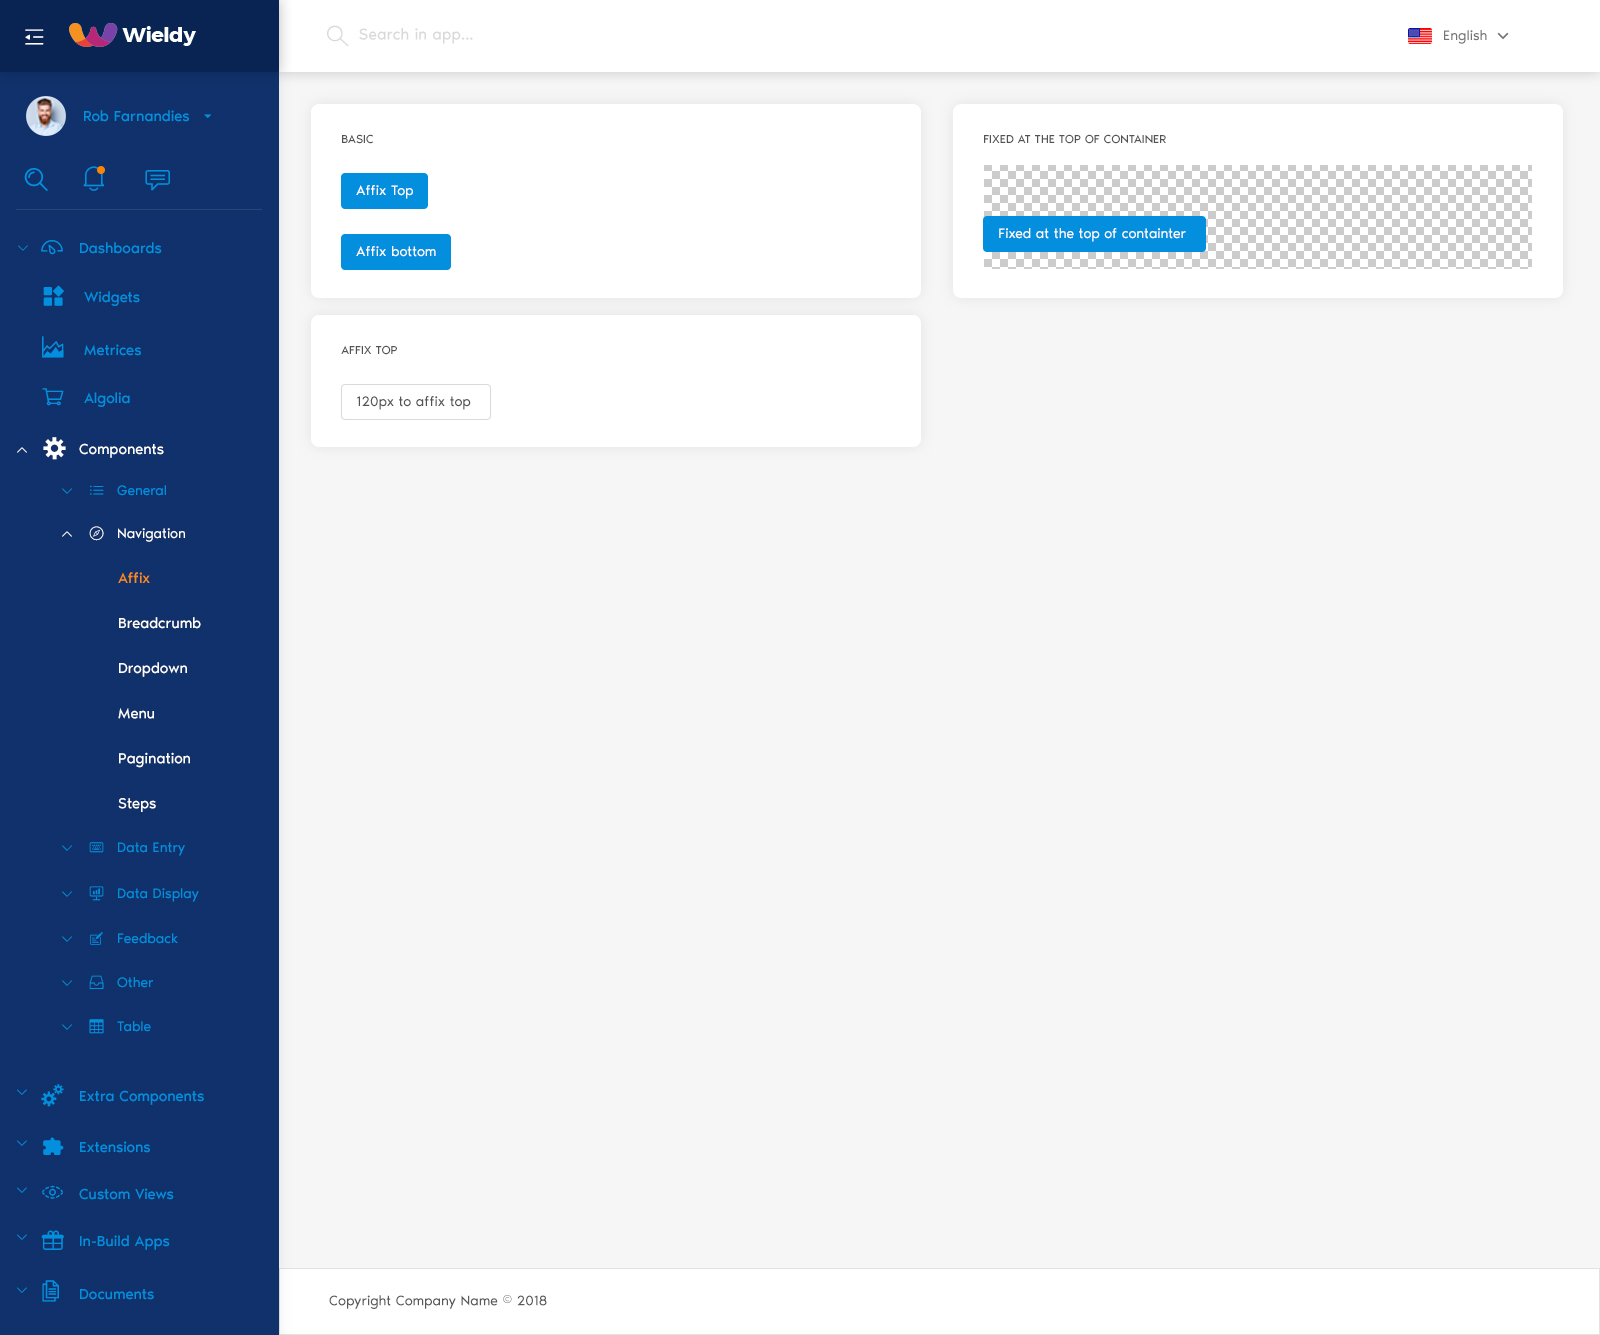 Wieldy
Search in app...
English
Rob Farnandies
Dashboards
Widgets
Metrices
Algolia
Components
General
Navigation
Affix
Breadcrumb
Dropdown
Menu
Pagination
Steps
Data Entry
Data Display
Feedback
Other
Table
Extra Components
Extensions
Custom Views
In-Build Apps
Documents
BASIC
Affix Top
Affix bottom
FIXED AT THE TOP OF CONTAINER
Fixed at the top of containter
AFFIX TOP
120px to affix top
Copyright Company Name © 2018